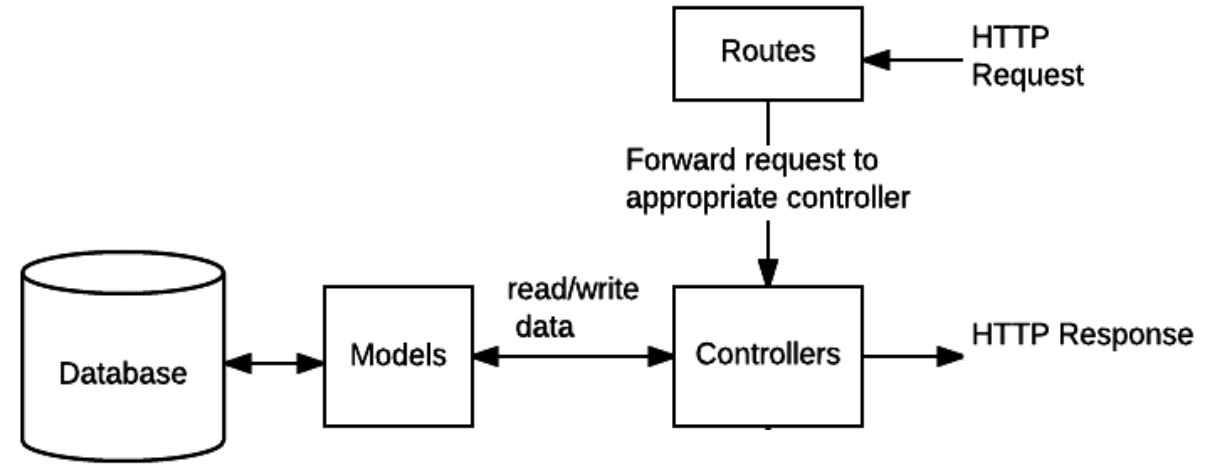 Routes
HTTP
Request
Forward request to
appropriate controller
read/write
data
Database
Models
Controllers
HTTP Response